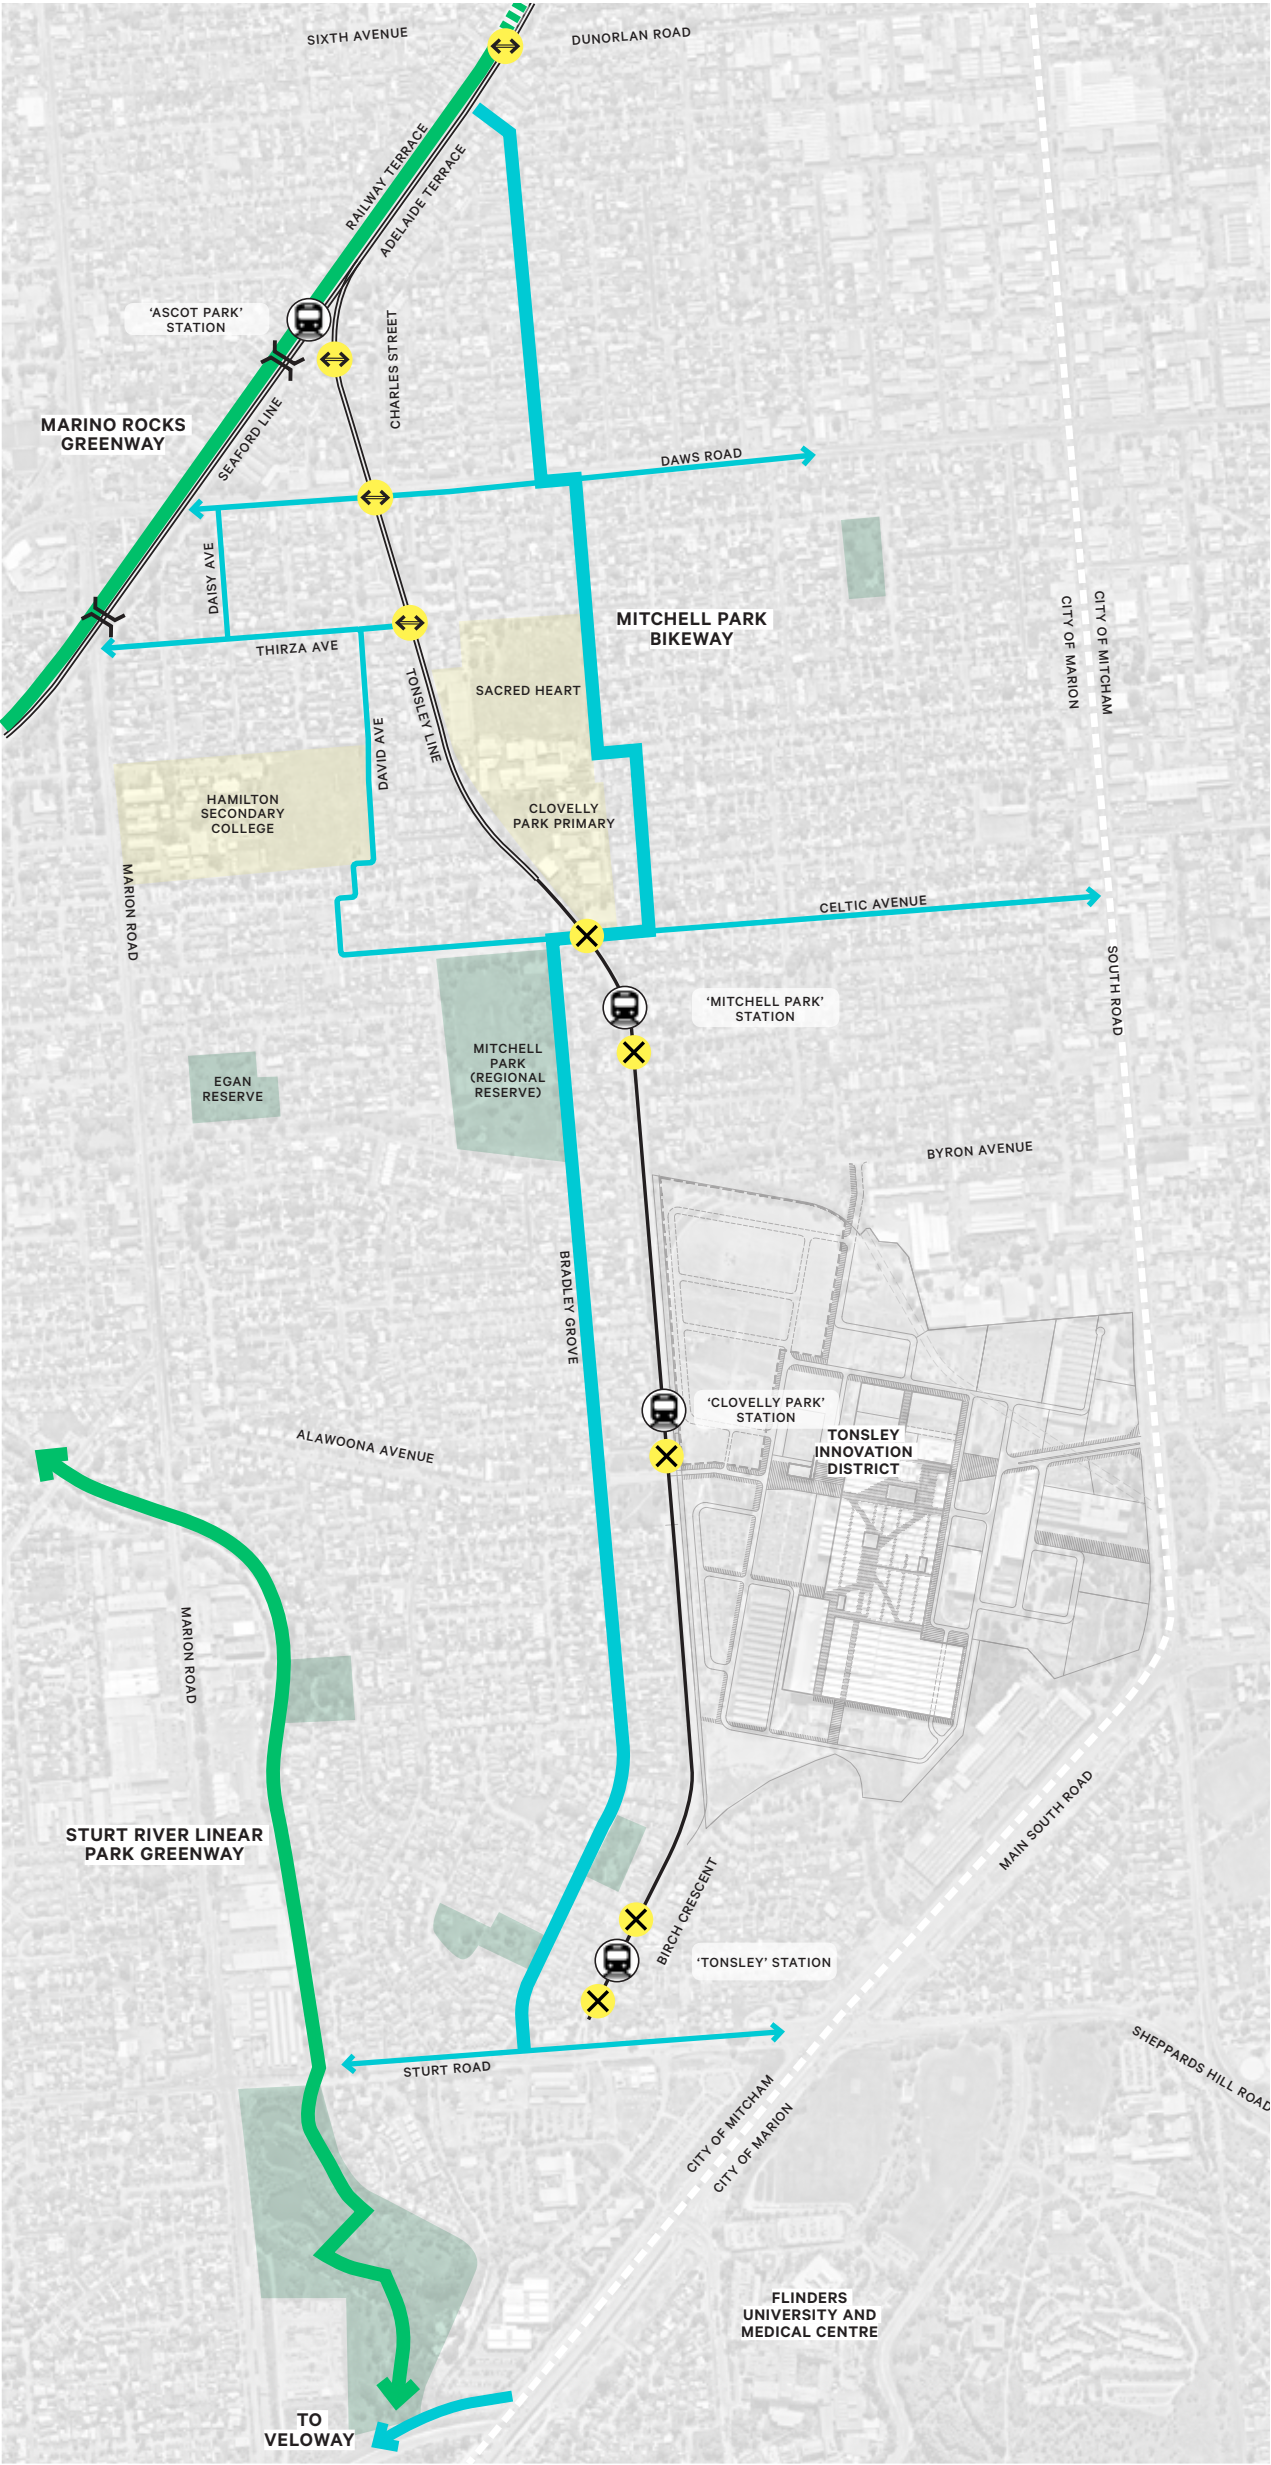 SIXTH AVENUE
DUNORLAN ROAD
RAILWAY TERRACE
ADELAIDE TERRACE
‘ASCOT PARK’
STATION
CHARLES STREET
MARINO ROCKS
GREENWAY
SEAFORD LINE
DAWS ROAD
DAISY AVE
THIRZA AVE
MITCHELL PARK
BIKEWAY
CITY OF MARION
CITY OF MITCHAM
SACRED HEART
TONSLEY LINE
DAVID AVE
HAMILTON
SECONDARY
COLLEGE
CLOVELLY
PARK PRIMARY
MARION ROAD
CELTIC AVENUE
SOUTH ROAD
‘MITCHELL PARK’
STATION
MITCHELL
PARK
(REGIONAL
RESERVE)
EGAN
RESERVE
BYRON AVENUE
BRADLEY GROVE
‘CLOVELLY PARK’
STATION
TONSLEY
INNOVATION
DISTRICT
ALAWOONA AVENUE
MARION ROAD
STURT RIVER LINEAR
PARK GREENWAY
MAIN SOUTH ROAD
BIRCH CRESCENT
‘TONSLEY’ STATION
STURT ROAD
SHEPPARDS HILL ROAD
CITY OF MITCHAM
CITY OF MARION
FLINDERS
UNIVERSITY AND
MEDICAL CENTRE
TO
VELOWAY